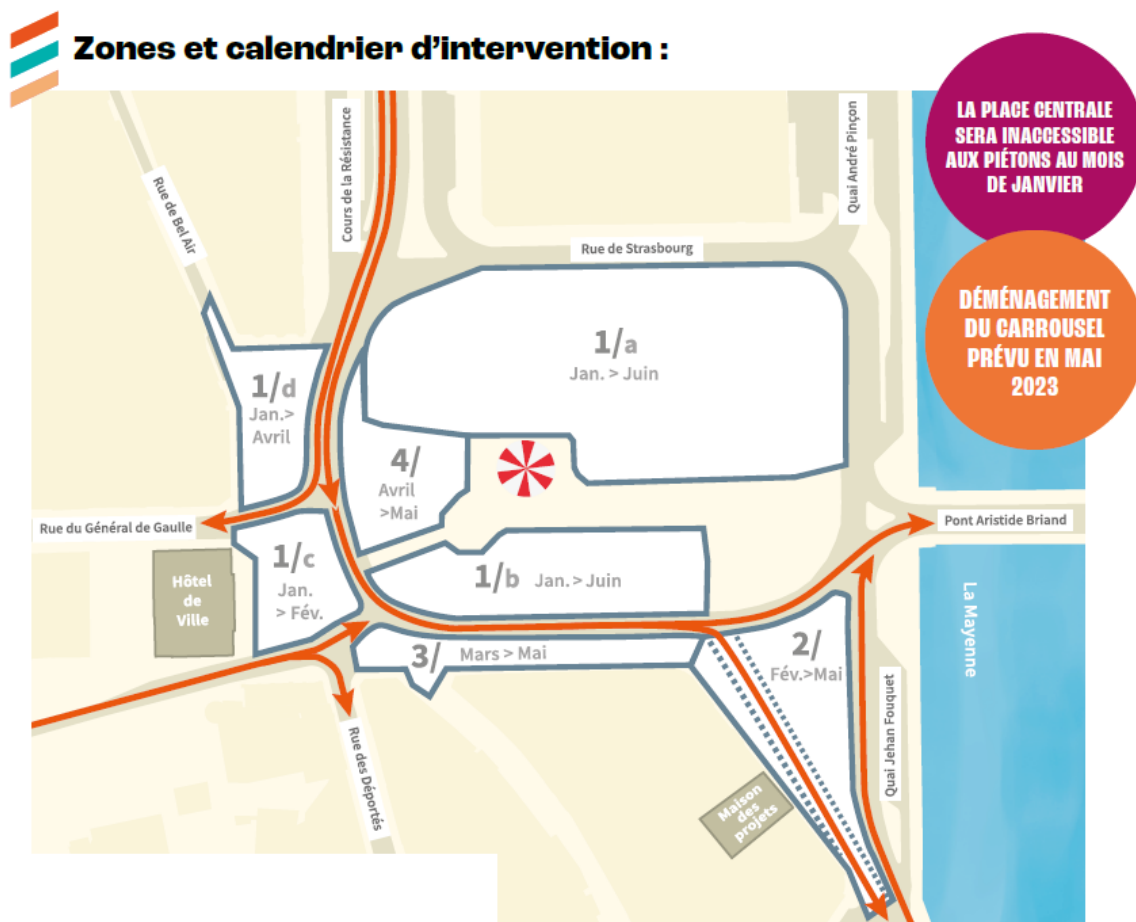 Zones et calendrier d'intervention :
LA PLACE CENTRALE
SERA INACCESSIBLE
AUX PIÉTONS AU MOIS
DE JANVIER
DÉMÉNAGEMENT
DU CARROUSEL
PRÉVU EN MAI
2023
Cours de la Résistance
Quai André Pinçon
Rue de Bel Air
Rue de Strasbourg
1/a
Jan. > Juin
1/d
Jan.>
Avril
4/
Avril
>Mai
Rue du Général de Gaulle
Pont Aristide Briand
1/c
Jan.
> Fév.
1/b Jan. > Juin
Hôtel
de
Ville
La Mayenne
3/ Mars > Mai
2/
Fév.>Mai
Quai Jehan Fouquet
Rue des Déportés
Maison
des
projets